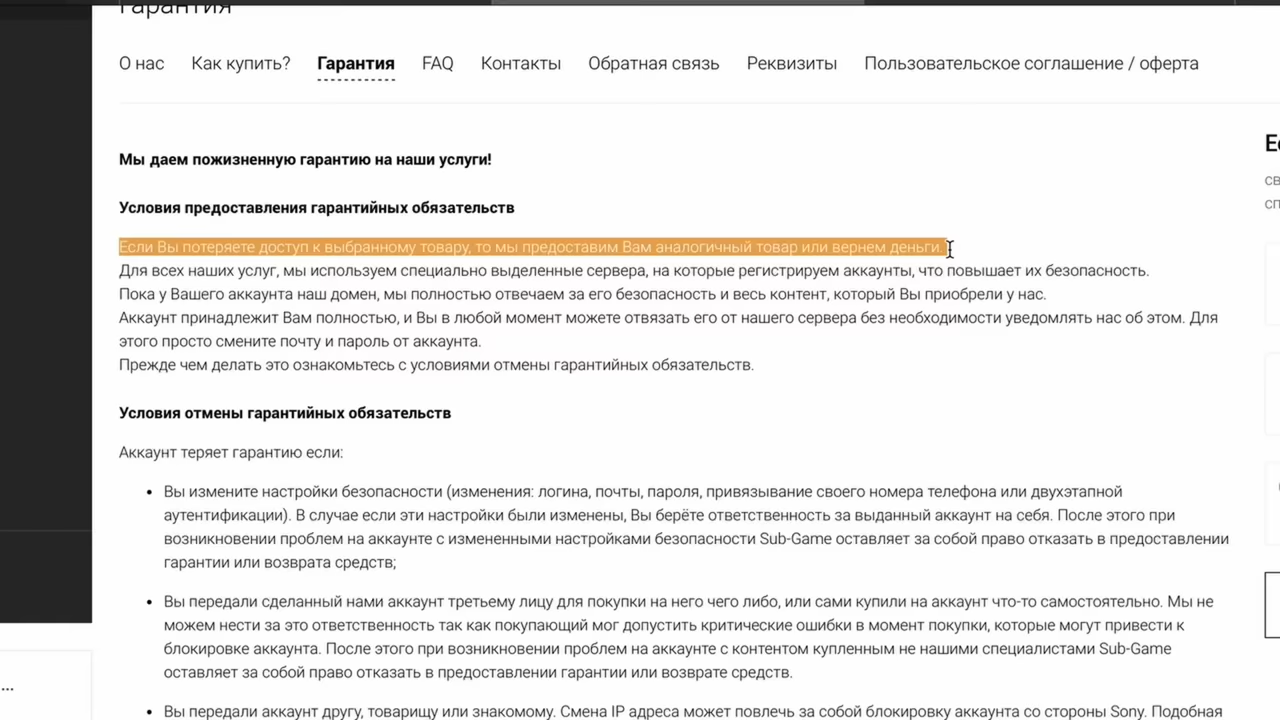 Гарантия
О нас Как купить? Гарантия FAQ Контакты Обратная связь Реквизиты Пользовательское соглашение / оферта
Мы даем пожизненную гарантию на наши услуги!
Условия предоставления гарантийных обязательств
Если Вы потеряете доступ к выбранному товару, то мы предоставим Вам аналогичный товар или вернем деньги.
Для всех наших услуг, мы используем специально выделенные сервера, на которые регистрируем аккаунты, что повышает их безопасность.
Пока у Вашего аккаунта наш домен, мы полностью отвечаем за его безопасность и весь контент, который Вы приобрели у нас.
Аккаунт принадлежит Вам полностью, и Вы в любой момент можете отвязать его от нашего сервера без необходимости уведомлять нас об этом. Для
этого просто смените почту и пароль от аккаунта.
Прежде чем делать это ознакомьтесь с условиями отмены гарантийных обязательств.
Условия отмены гарантийных обязательств
Аккаунт теряет гарантию если:
• Вы измените настройки безопасности (изменения: логина, почты, пароля, привязывание своего номера телефона или двухэтапной
аутентификации). В случае если эти настройки были изменены, Вы берёте ответственность за выданный аккаунт на себя. После этого при
возникновении проблем на аккаунте с измененными настройками безопасности Sub-Game оставляет за собой право отказать в предоставлении
гарантии или возврата средств;
• Вы передали сделанный нами аккаунт третьему лицу для покупки на него чего либо, или сами купили на аккаунт что-то самостоятельно. Мы не
можем нести за это ответственность так как покупающий мог допустить критические ошибки в момент покупки, которые могут привести к
блокировке аккаунта. После этого при возникновении проблем на аккаунте с контентом купленным не нашими специалистами Sub-Game
оставляет за собой право отказать в предоставлении гарантии или возврате средств.
• Вы передали аккаунт другу, товарищу или знакомому. Смена IP адреса может повлечь за собой блокировку аккаунта со стороны Sony. Подобная
...